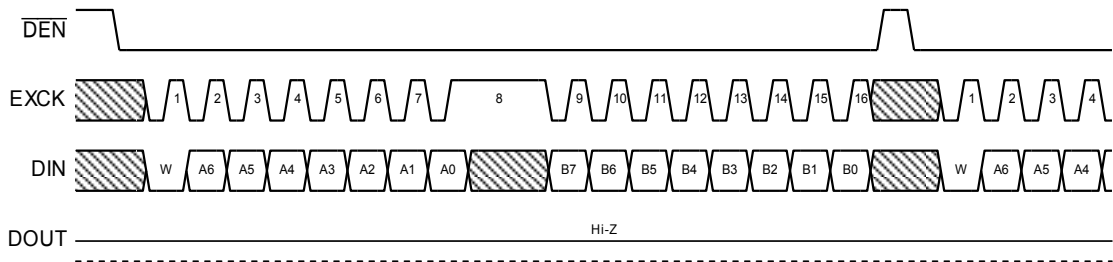 DEN
EXCK 1 2 3 4 5 6 7 8 9 10 11 12 13 14 15 16 1 2 3 4
DIN W A6 A5 A4 A3 A2 A1 A0 B7 B6 B5 B4 B3 B2 B1 B0 W A6 A5 A4
Hi-Z
DOUT